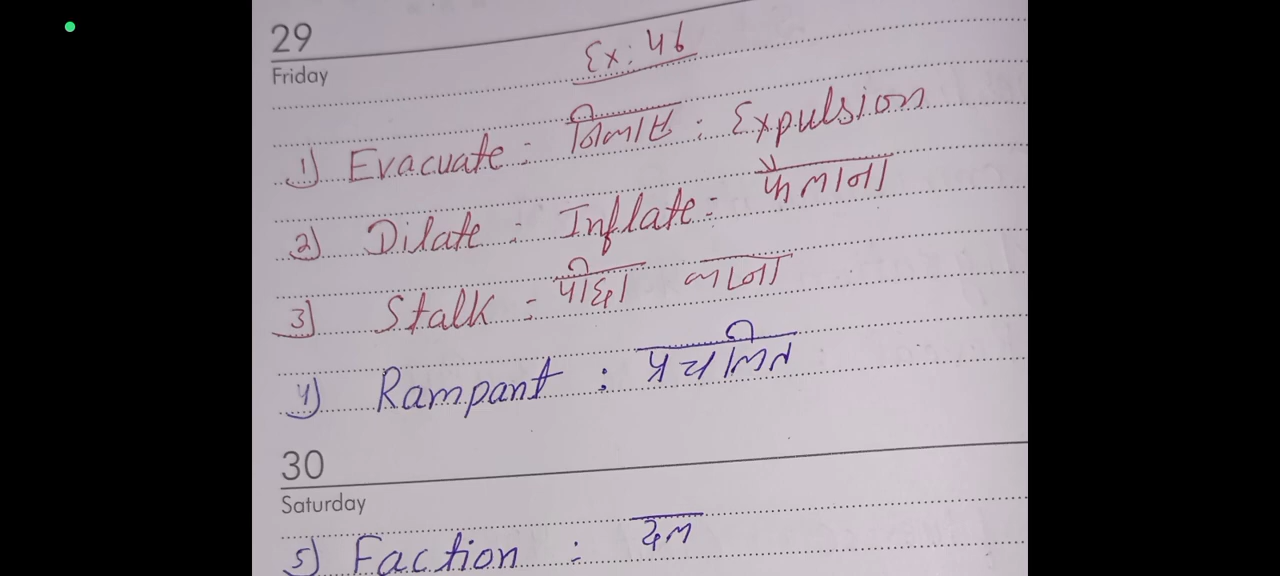 29
Friday
Ex: 46
1) Evacuate : : Expulsion
2) Dilate : Inflate : फैलाना
3) Stalk : पीछा
4) Rampant : प्रचलित
30
Saturday
5) Faction : दल